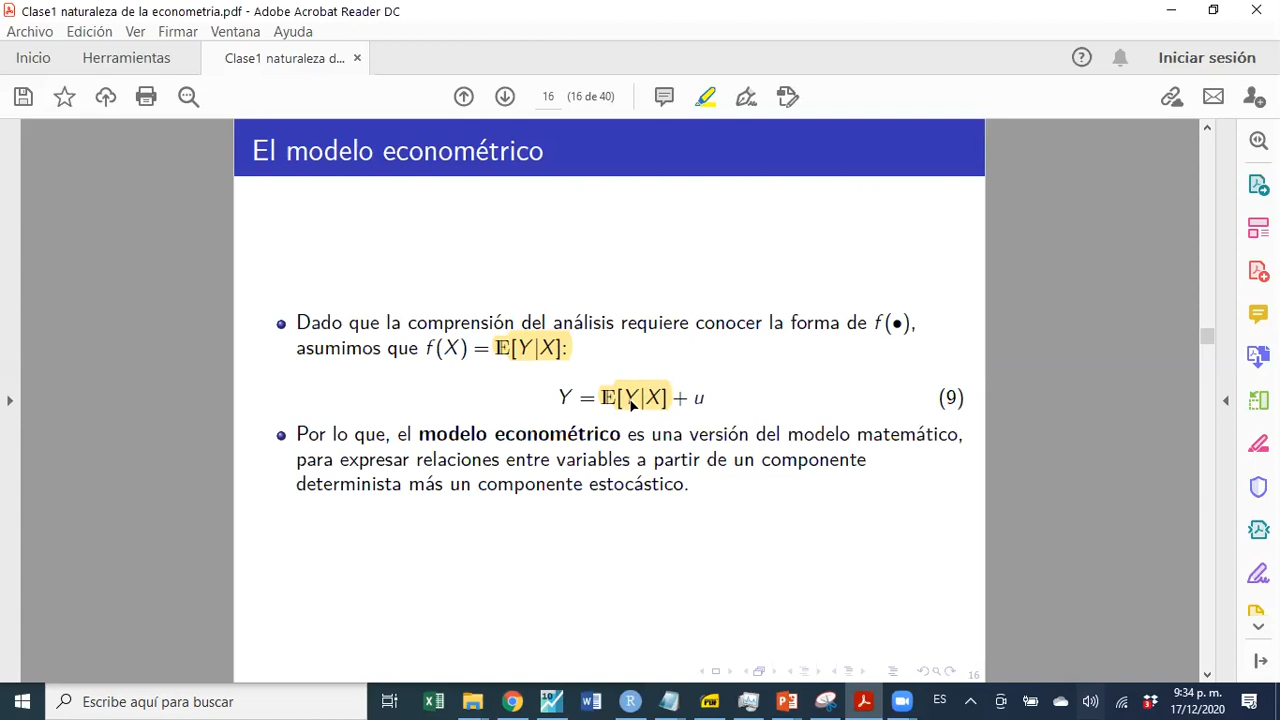 Clase1 naturaleza de la econometria.pdf - Adobe Acrobat Reader DC
Archivo Edición Ver Firmar Ventana Ayuda
Inicio Herramientas Clase1 naturaleza d... × Iniciar sesión
16 (16 de 40)
El modelo econométrico
Dado que la comprensión del análisis requiere conocer la forma de f(●),
asumimos que f(X) = 𝔼[Y|X]:
Y = 𝔼[Y|X] + u (9)
Por lo que, el modelo econométrico es una versión del modelo matemático,
para expresar relaciones entre variables a partir de un componente
determinista más un componente estocástico.
16
Escribe aquí para buscar
ES
9:34 p. m.
17/12/2020